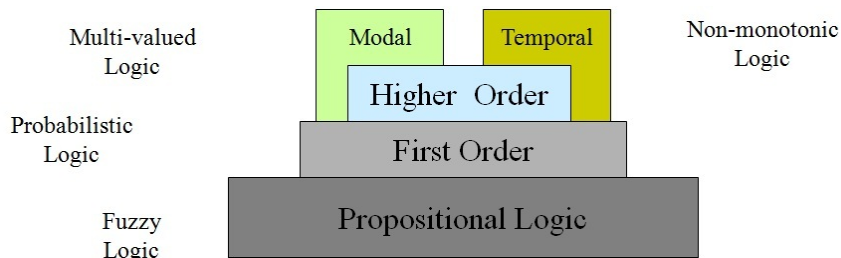 Multi-valued
Logic
Modal
Temporal
Non-monotonic
Logic
Higher Order
Probabilistic
Logic
First Order
Propositional Logic
Fuzzy
Logic